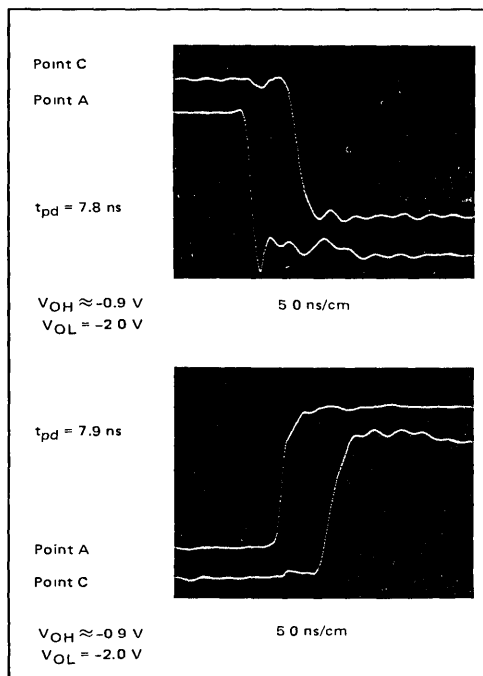 Point C
Point A
tpd = 7.8 ns
VOH ≈ -0.9 V
VOL = -2 0 V
5 0 ns/cm
tpd = 7.9 ns
Point A
Point C
VOH ≈ -0 9 V
VOL = -2.0 V
5 0 ns/cm